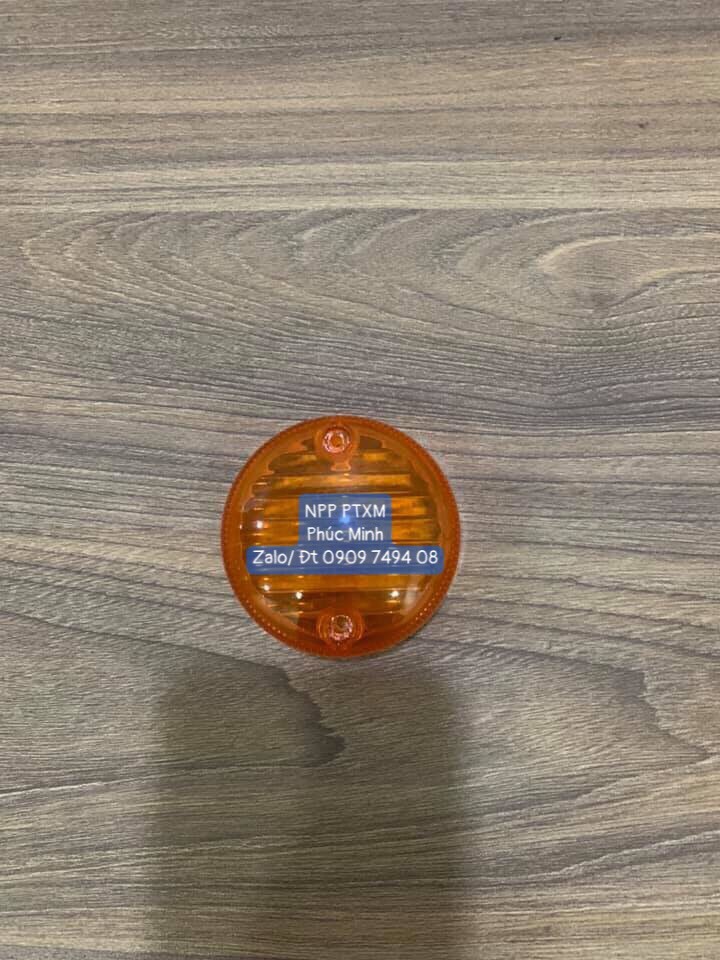 NPP PTXM
Phúc Minh
Zalo/ Đt 0909 7494 08